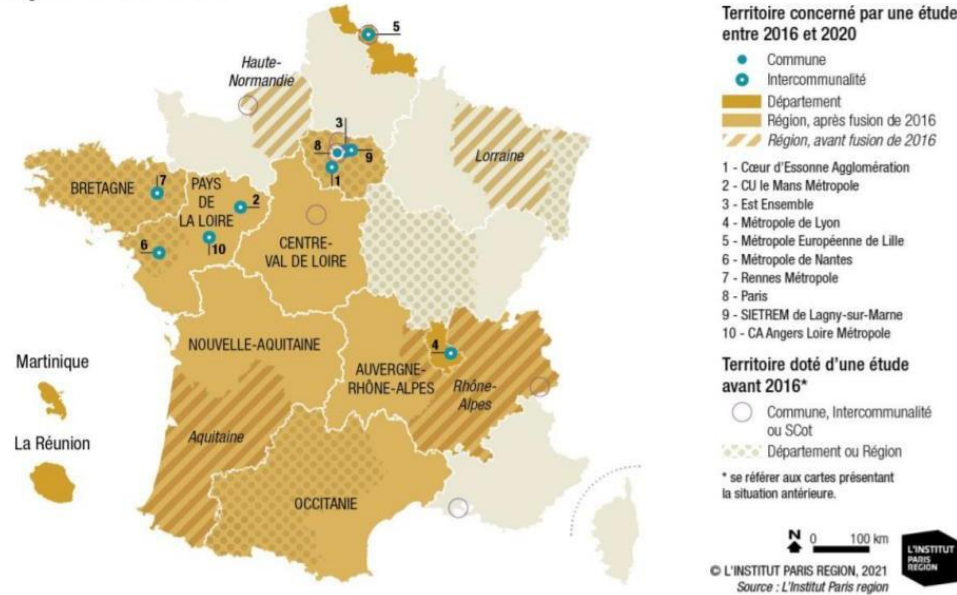 5
Haute-
Normandie
3
8
9
Lorraine
1
BRETAGNE
7
PAYS
DE
LA LOIRE
2
6
10
CENTRE-
VAL DE LOIRE
NOUVELLE-AQUITAINE
4
AUVERGNE-
RHÔNE-ALPES
Rhône-
Alpes
Martinique
La Réunion
Aquitaine
OCCITANIE
Territoire concerné par une étude
entre 2016 et 2020
Commune
Intercommunalité
Département
Région, après fusion de 2016
Région, avant fusion de 2016
1 - Cœur d'Essonne Agglomération
2 - CU le Mans Métropole
3 - Est Ensemble
4 - Métropole de Lyon
5 - Métropole Européenne de Lille
6 - Métropole de Nantes
7 - Rennes Métropole
8 - Paris
9 - SIETREM de Lagny-sur-Marne
10 - CA Angers Loire Métropole
Territoire doté d'une étude
avant 2016*
Commune, Intercommunalité
ou SCot
Département ou Région
* se référer aux cartes présentant
la situation antérieure.
N 0 100 km
© L'INSTITUT PARIS REGION, 2021
Source : L'Institut Paris region
L'INSTITUT
PARIS
REGION